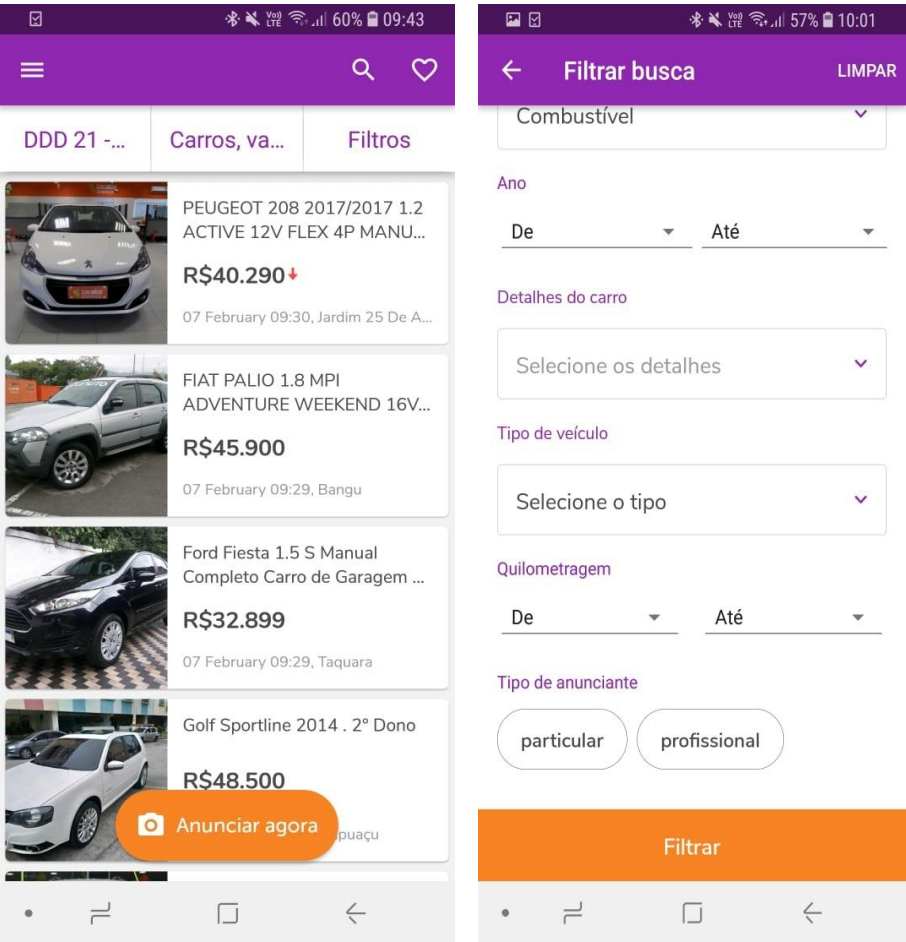 60% 09:43
DDD 21 -...
Carros, va...
Filtros
PEUGEOT 208 2017/2017 1.2
ACTIVE 12V FLEX 4P MANU...
R$40.290
07 February 09:30, Jardim 25 De A...
FIAT PALIO 1.8 MPI
ADVENTURE WEEKEND 16V...
R$45.900
07 February 09:29, Bangu
Ford Fiesta 1.5 S Manual
Completo Carro de Garagem ...
R$32.899
07 February 09:29, Taquara
Golf Sportline 2014 . 2° Dono
R$48.500
Anunciar agora
puaçu
57% 10:01
Filtrar busca
LIMPAR
Combustível
Ano
De
Até
Detalhes do carro
Selecione os detalhes
Tipo de veículo
Selecione o tipo
Quilometragem
De
Até
Tipo de anunciante
particular
profissional
Filtrar